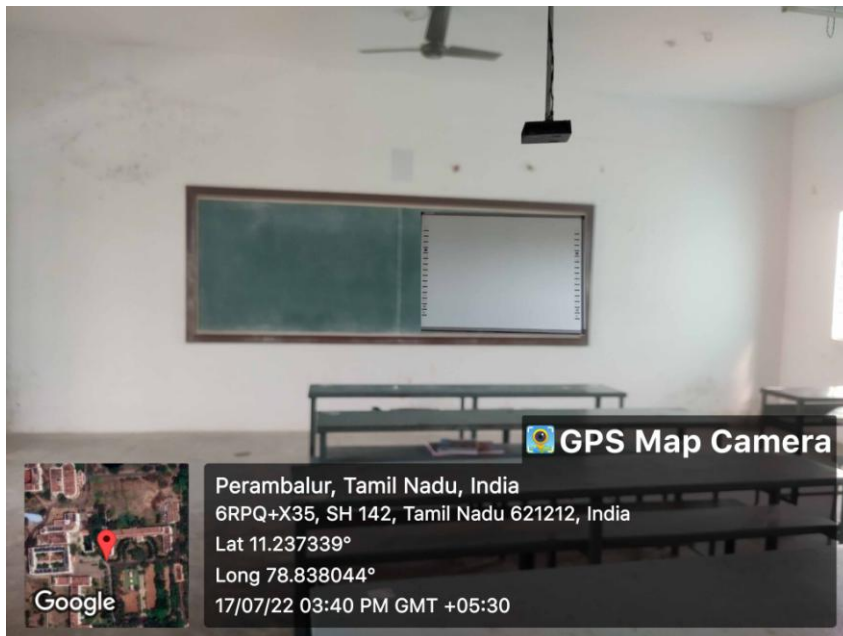 GPS Map Camera
Perambalur, Tamil Nadu, India
6RPQ+X35, SH 142, Tamil Nadu 621212, India
Lat 11.237339°
Long 78.838044°
17/07/22 03:40 PM GMT +05:30
Google